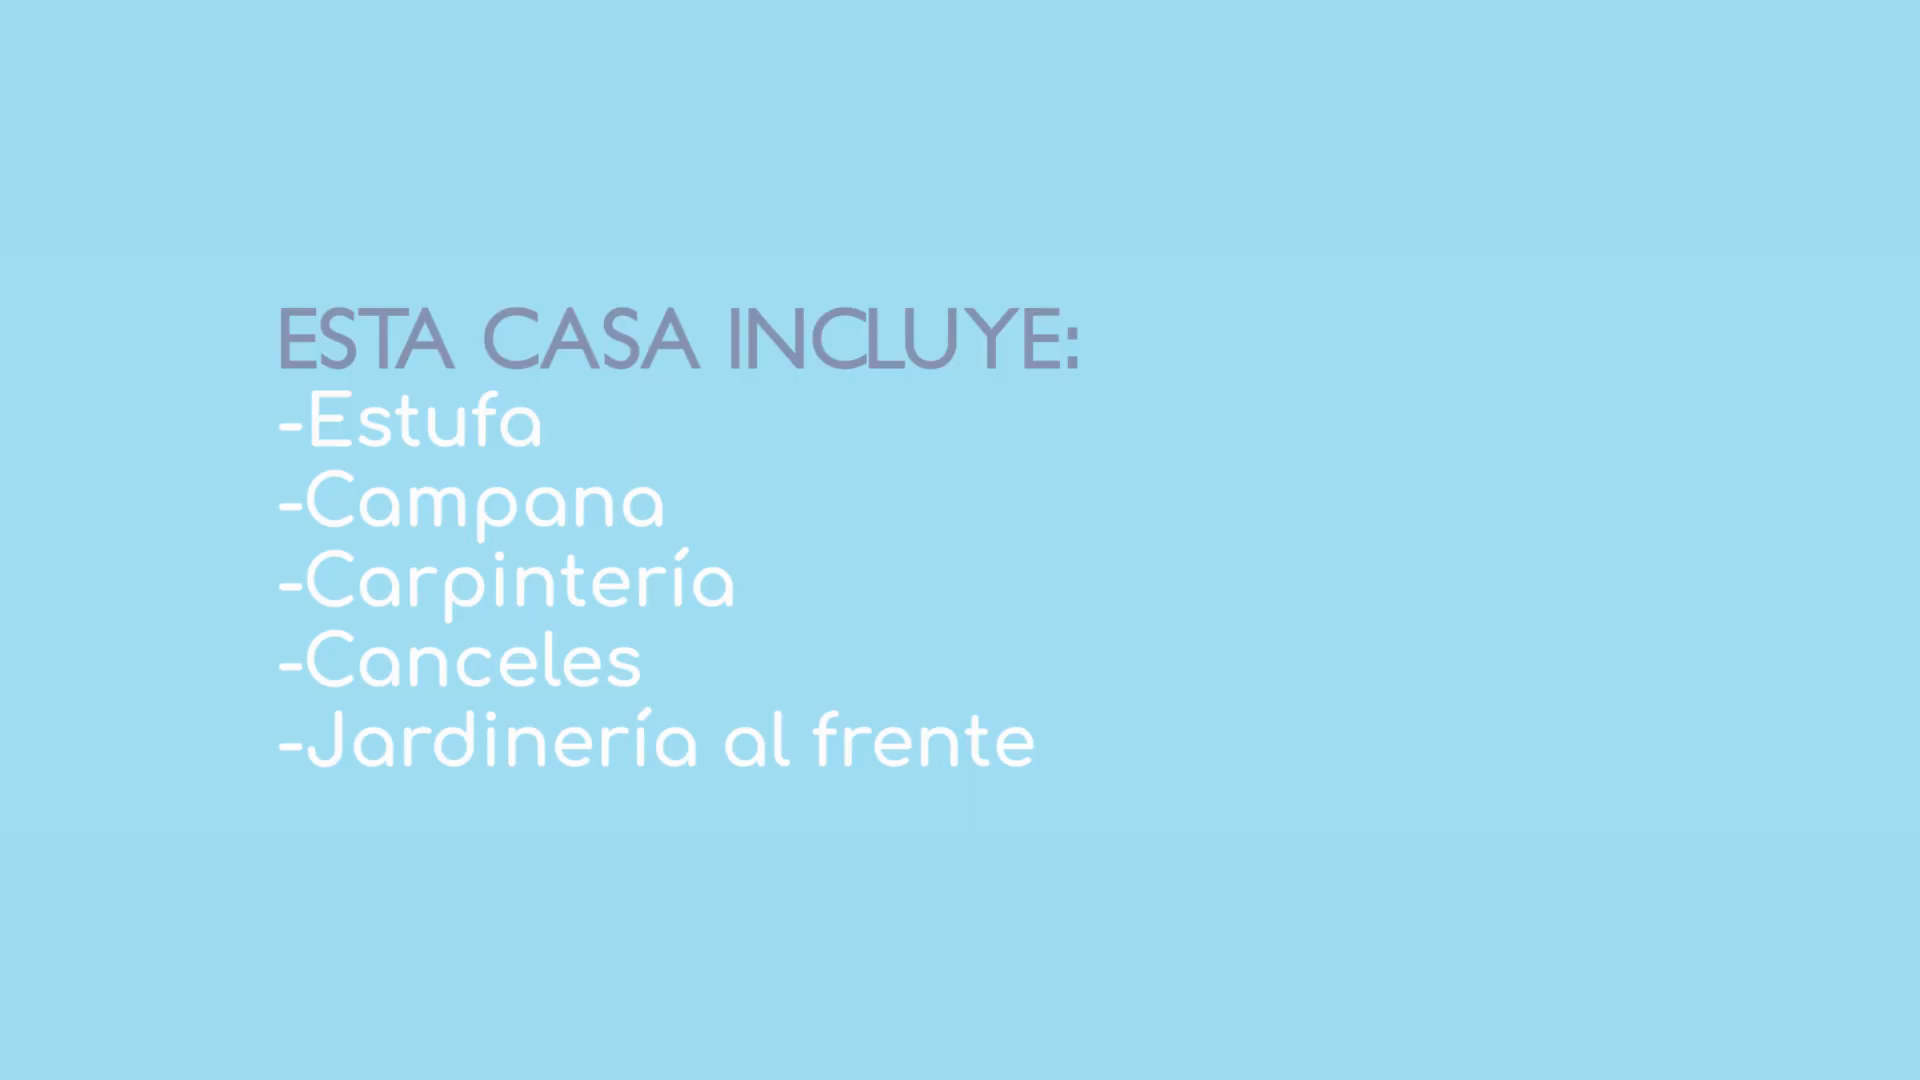 ESTA CASA INCLUYE:
-Estufa
-Campana
-Carpintería
-Canceles
-Jardinería al frente